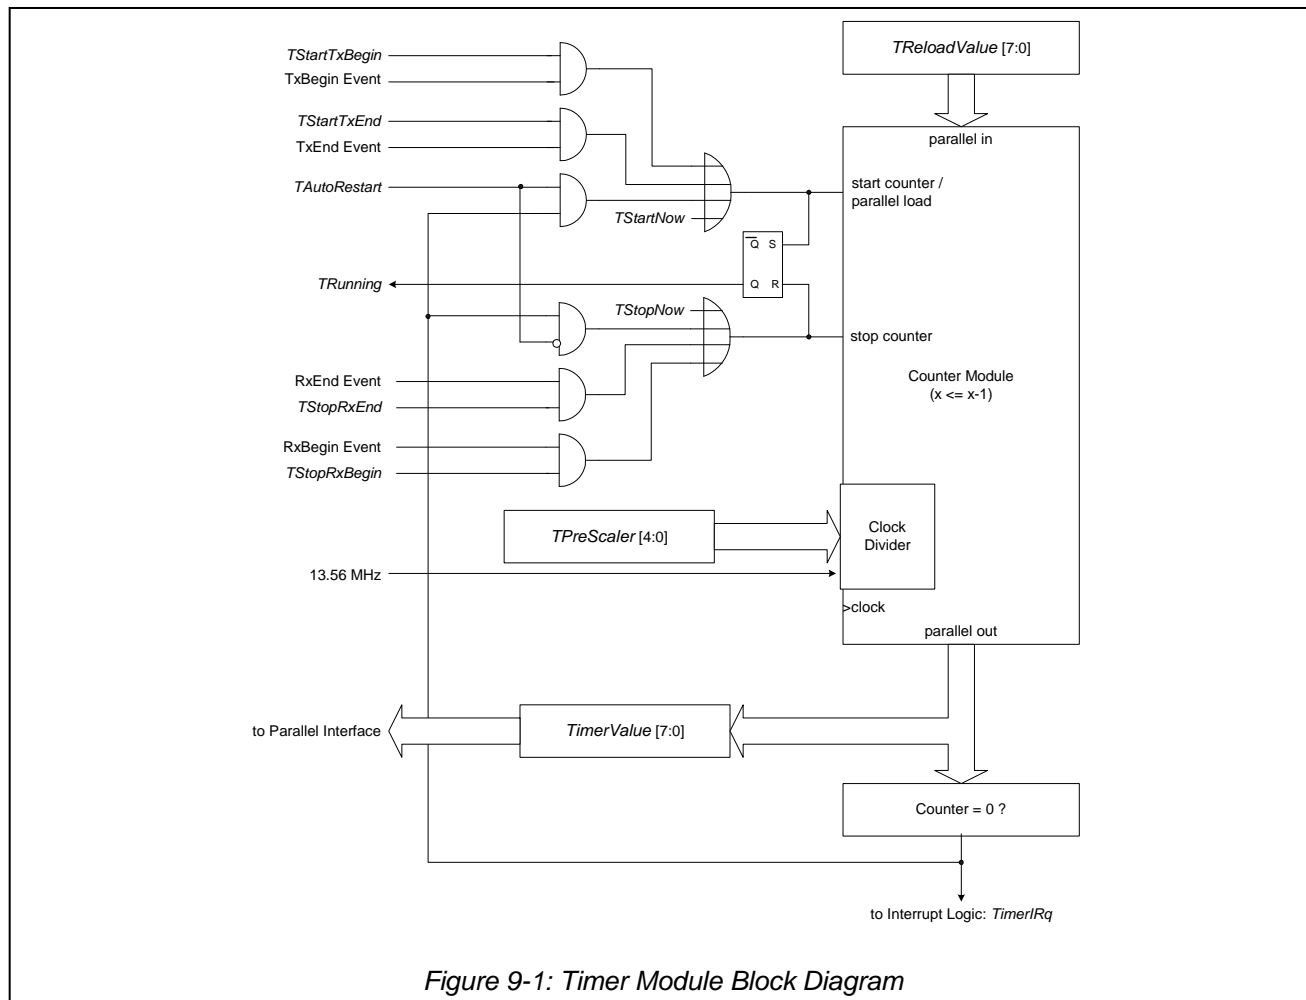 TStartTxBegin
TxBegin Event
TStartTxEnd
TxEnd Event
TAutoRestart
TStartNow
TRunning
TStopNow
RxEnd Event
TStopRxEnd
RxBegin Event
TStopRxBegin
TReloadValue [7:0]
parallel in
start counter /
parallel load
Q S
Q R
stop counter
Counter Module
(x <= x-1)
TPreScaler [4:0]
Clock
Divider
13.56 MHz
>clock
parallel out
to Parallel Interface
TimerValue [7:0]
Counter = 0 ?
to Interrupt Logic: TimerIRq
Figure 9-1: Timer Module Block Diagram